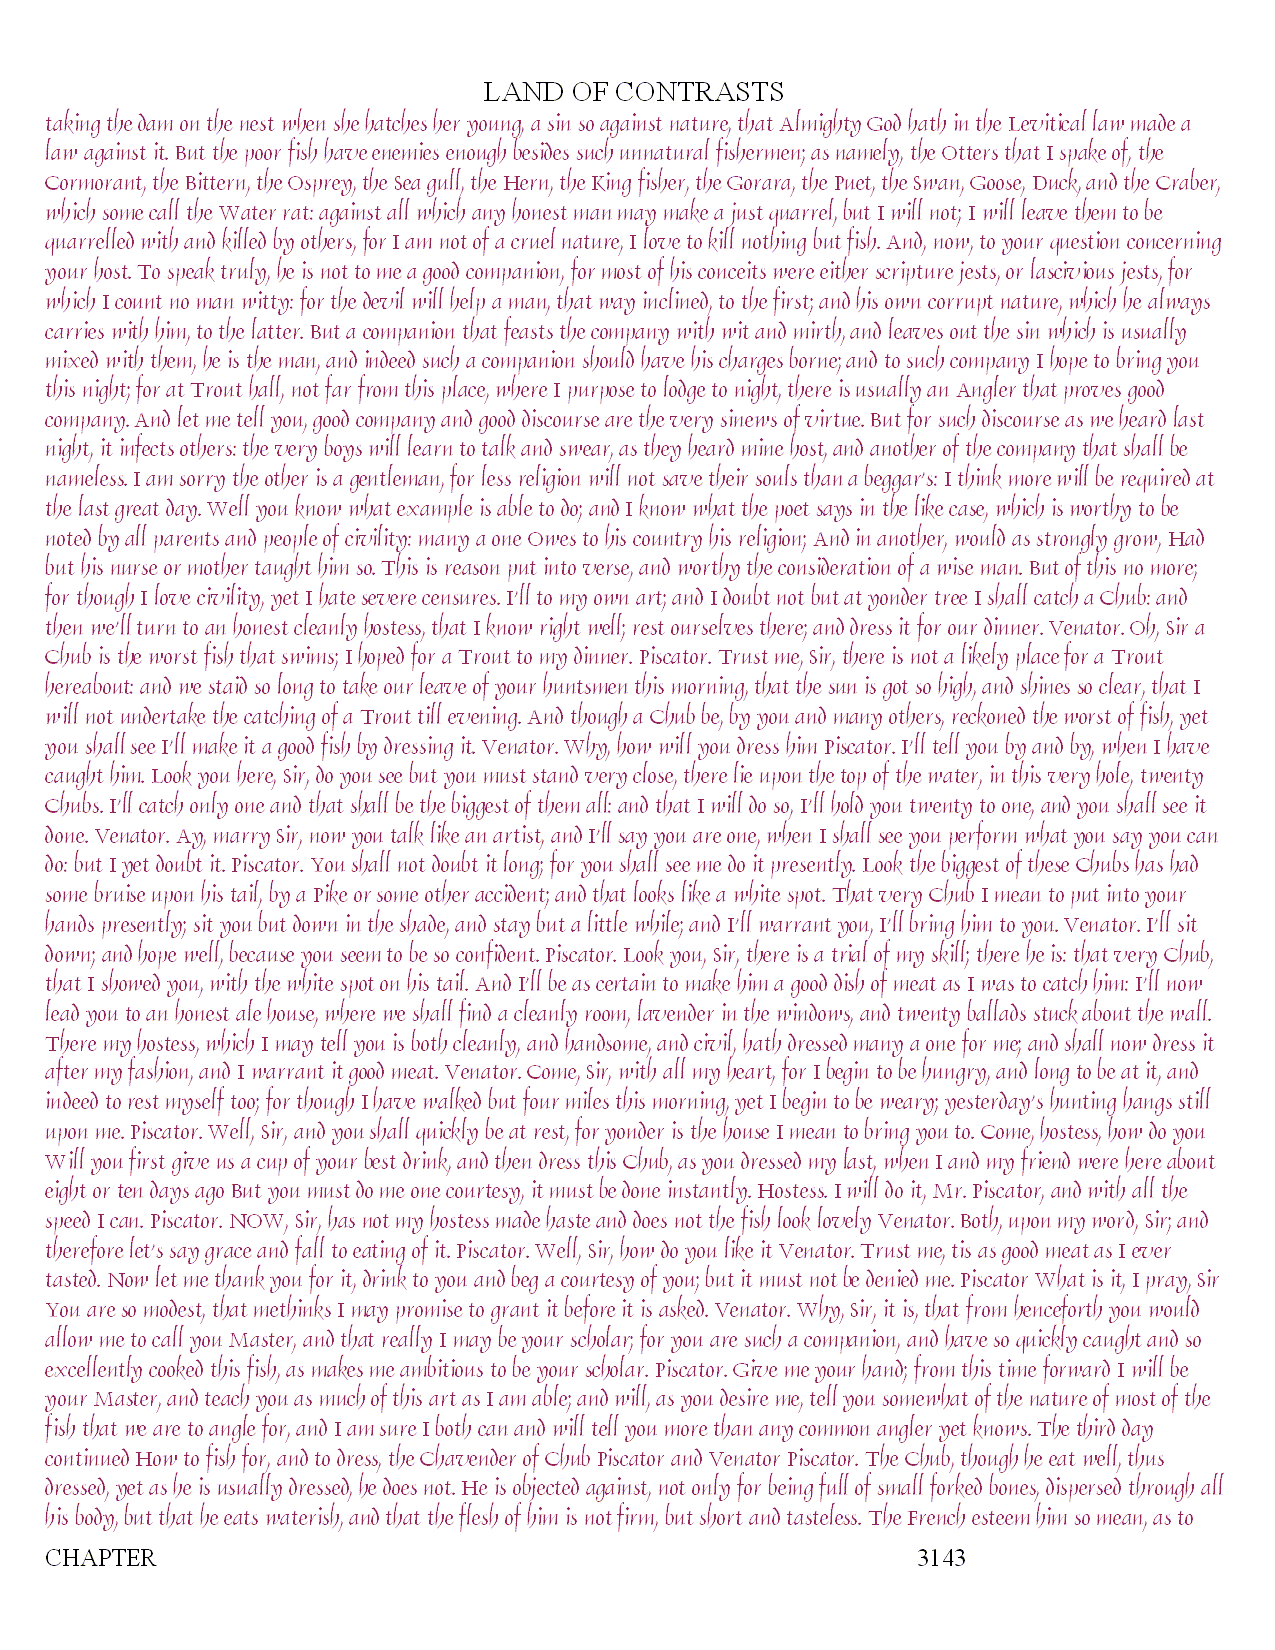 LAND OF CONTRASTS
taking the dam on the nest when she hatches her young, a sin so against nature, that Almighty God hath in the Levitical law made a
law against it. But the poor fish have enemies enough besides such unnatural fishermen; as namely, the Otters that I spake of, the
Cormorant, the Bittern, the Osprey, the Sea gull, the Hern, the King fisher, the Gorara, the Puet, the Swan, Goose, Duck, and the Craber,
which some call the Water rat: against all which any honest man may make a just quarrel, but I will not; I will leave them to be
quarrelled with and killed by others, for I am not of a cruel nature, I love to kill nothing but fish. And, now, to your question concerning
your host. To speak truly, he is not to me a good companion, for most of his conceits were either scripture jests, or lascivious jests, for
which I count no man witty: for the devil will help a man, that way inclined, to the first; and his own corrupt nature, which he always
carries with him, to the latter. But a companion that feasts the company with wit and mirth, and leaves out the sin which is usually
mixed with them, he is the man, and indeed such a companion should have his charges borne; and to such company I hope to bring you
this night; for at Trout hall, not far from this place, where I purpose to lodge to night, there is usually an Angler that proves good
company. And let me tell you, good company and good discourse are the very sinews of virtue. But for such discourse as we heard last
night, it infects others: the very boys will learn to talk and swear, as they heard mine host, and another of the company that shall be
nameless. I am sorry the other is a gentleman, for less religion will not save their souls than a beggar's: I think more will be required at
the last great day. Well you know what example is able to do; and I know what the poet says in the like case, which is worthy to be
noted by all parents and people of civility: many a one Owes to his country his religion; And in another, would as strongly grow, Had
but his nurse or mother taught him so. This is reason put into verse, and worthy the consideration of a wise man. But of this no more;
for though I love civility, yet I hate severe censures. I'll to my own art; and I doubt not but at yonder tree I shall catch a Chub: and
then we'll turn to an honest cleanly hostess, that I know right well; rest ourselves there; and dress it for our dinner. Venator. Oh, Sir a
Chub is the worst fish that swims; I hoped for a Trout to my dinner. Piscator. Trust me, Sir, there is not a likely place for a Trout
hereabout: and we staid so long to take our leave of your huntsmen this morning, that the sun is got so high, and shines so clear, that I
will not undertake the catching of a Trout till evening. And though a Chub be, by you and many others, reckoned the worst of fish, yet
you shall see I'll make it a good fish by dressing it. Venator. Why, how will you dress him Piscator. I'll tell you by and by, when I have
caught him. Look you here, Sir, do you see but you must stand very close, there lie upon the top of the water, in this very hole, twenty
Chubs. I'll catch only one and that shall be the biggest of them all: and that I will do so, I'll hold you twenty to one, and you shall see it
done. Venator. Ay, marry Sir, now you talk like an artist, and I'll say you are one, when I shall see you perform what you say you can
do: but I yet doubt it. Piscator. You shall not doubt it long; for you shall see me do it presently. Look the biggest of these Chubs has had
some bruise upon his tail, by a Pike or some other accident; and that looks like a white spot. That very Chub I mean to put into your
hands presently; sit you but down in the shade, and stay but a little while; and I'll warrant you, I'll bring him to you. Venator. I'll sit
down; and hope well, because you seem to be so confident. Piscator. Look you, Sir, there is a trial of my skill; there he is: that very Chub,
that I showed you, with the white spot on his tail. And I'll be as certain to make him a good dish of meat as I was to catch him: I'll now
lead you to an honest ale house, where we shall find a cleanly room, lavender in the windows, and twenty ballads stuck about the wall.
There my hostess, which I may tell you is both cleanly, and handsome, and civil, hath dressed many a one for me; and shall now dress it
after my fashion, and I warrant it good meat. Venator. Come, Sir, with all my heart, for I begin to be hungry, and long to be at it, and
indeed to rest myself too; for though I have walked but four miles this morning, yet I begin to be weary; yesterday's hunting hangs still
upon me. Piscator. Well, Sir, and you shall quickly be at rest, for yonder is the house I mean to bring you to. Come, hostess, how do you
Will you first give us a cup of your best drink, and then dress this Chub, as you dressed my last, when I and my friend were here about
eight or ten days ago But you must do me one courtesy, it must be done instantly. Hostess. I will do it, Mr. Piscator, and with all the
speed I can. Piscator. NOW, Sir, has not my hostess made haste and does not the fish look lovely Venator. Both, upon my word, Sir; and
therefore let's say grace and fall to eating of it. Piscator. Well, Sir, how do you like it Venator. Trust me, tis as good meat as I ever
tasted. Now let me thank you for it, drink to you and beg a courtesy of you; but it must not be denied me. Piscator What is it, I pray, Sir
You are so modest, that methinks I may promise to grant it before it is asked. Venator. Why, Sir, it is, that from henceforth you would
allow me to call you Master, and that really I may be your scholar; for you are such a companion, and have so quickly caught and so
excellently cooked this fish, as makes me ambitious to be your scholar. Piscator. Give me your hand; from this time forward I will be
your Master, and teach you as much of this art as I am able; and will, as you desire me, tell you somewhat of the nature of most of the
fish that we are to angle for, and I am sure I both can and will tell you more than any common angler yet knows. The third day
continued How to fish for, and to dress, the Chavender of Chub Piscator and Venator Piscator. The Chub, though he eat well, thus
dressed, yet as he is usually dressed, he does not. He is objected against, not only for being full of small forked bones, dispersed through all
his body, but that he eats waterish, and that the flesh of him is not firm, but short and tasteless. The French esteem him so mean, as to
CHAPTER 3143